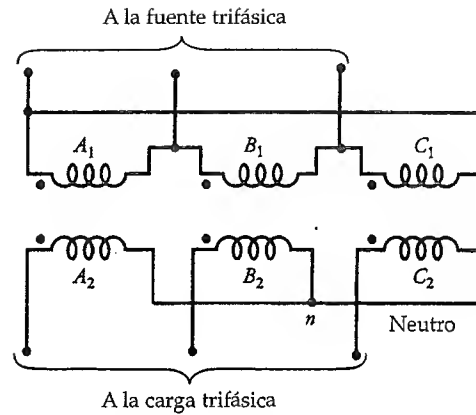 A la fuente trifásica
A₁ B₁ C₁
A₂ B₂ C₂
n Neutro
A la carga trifásica